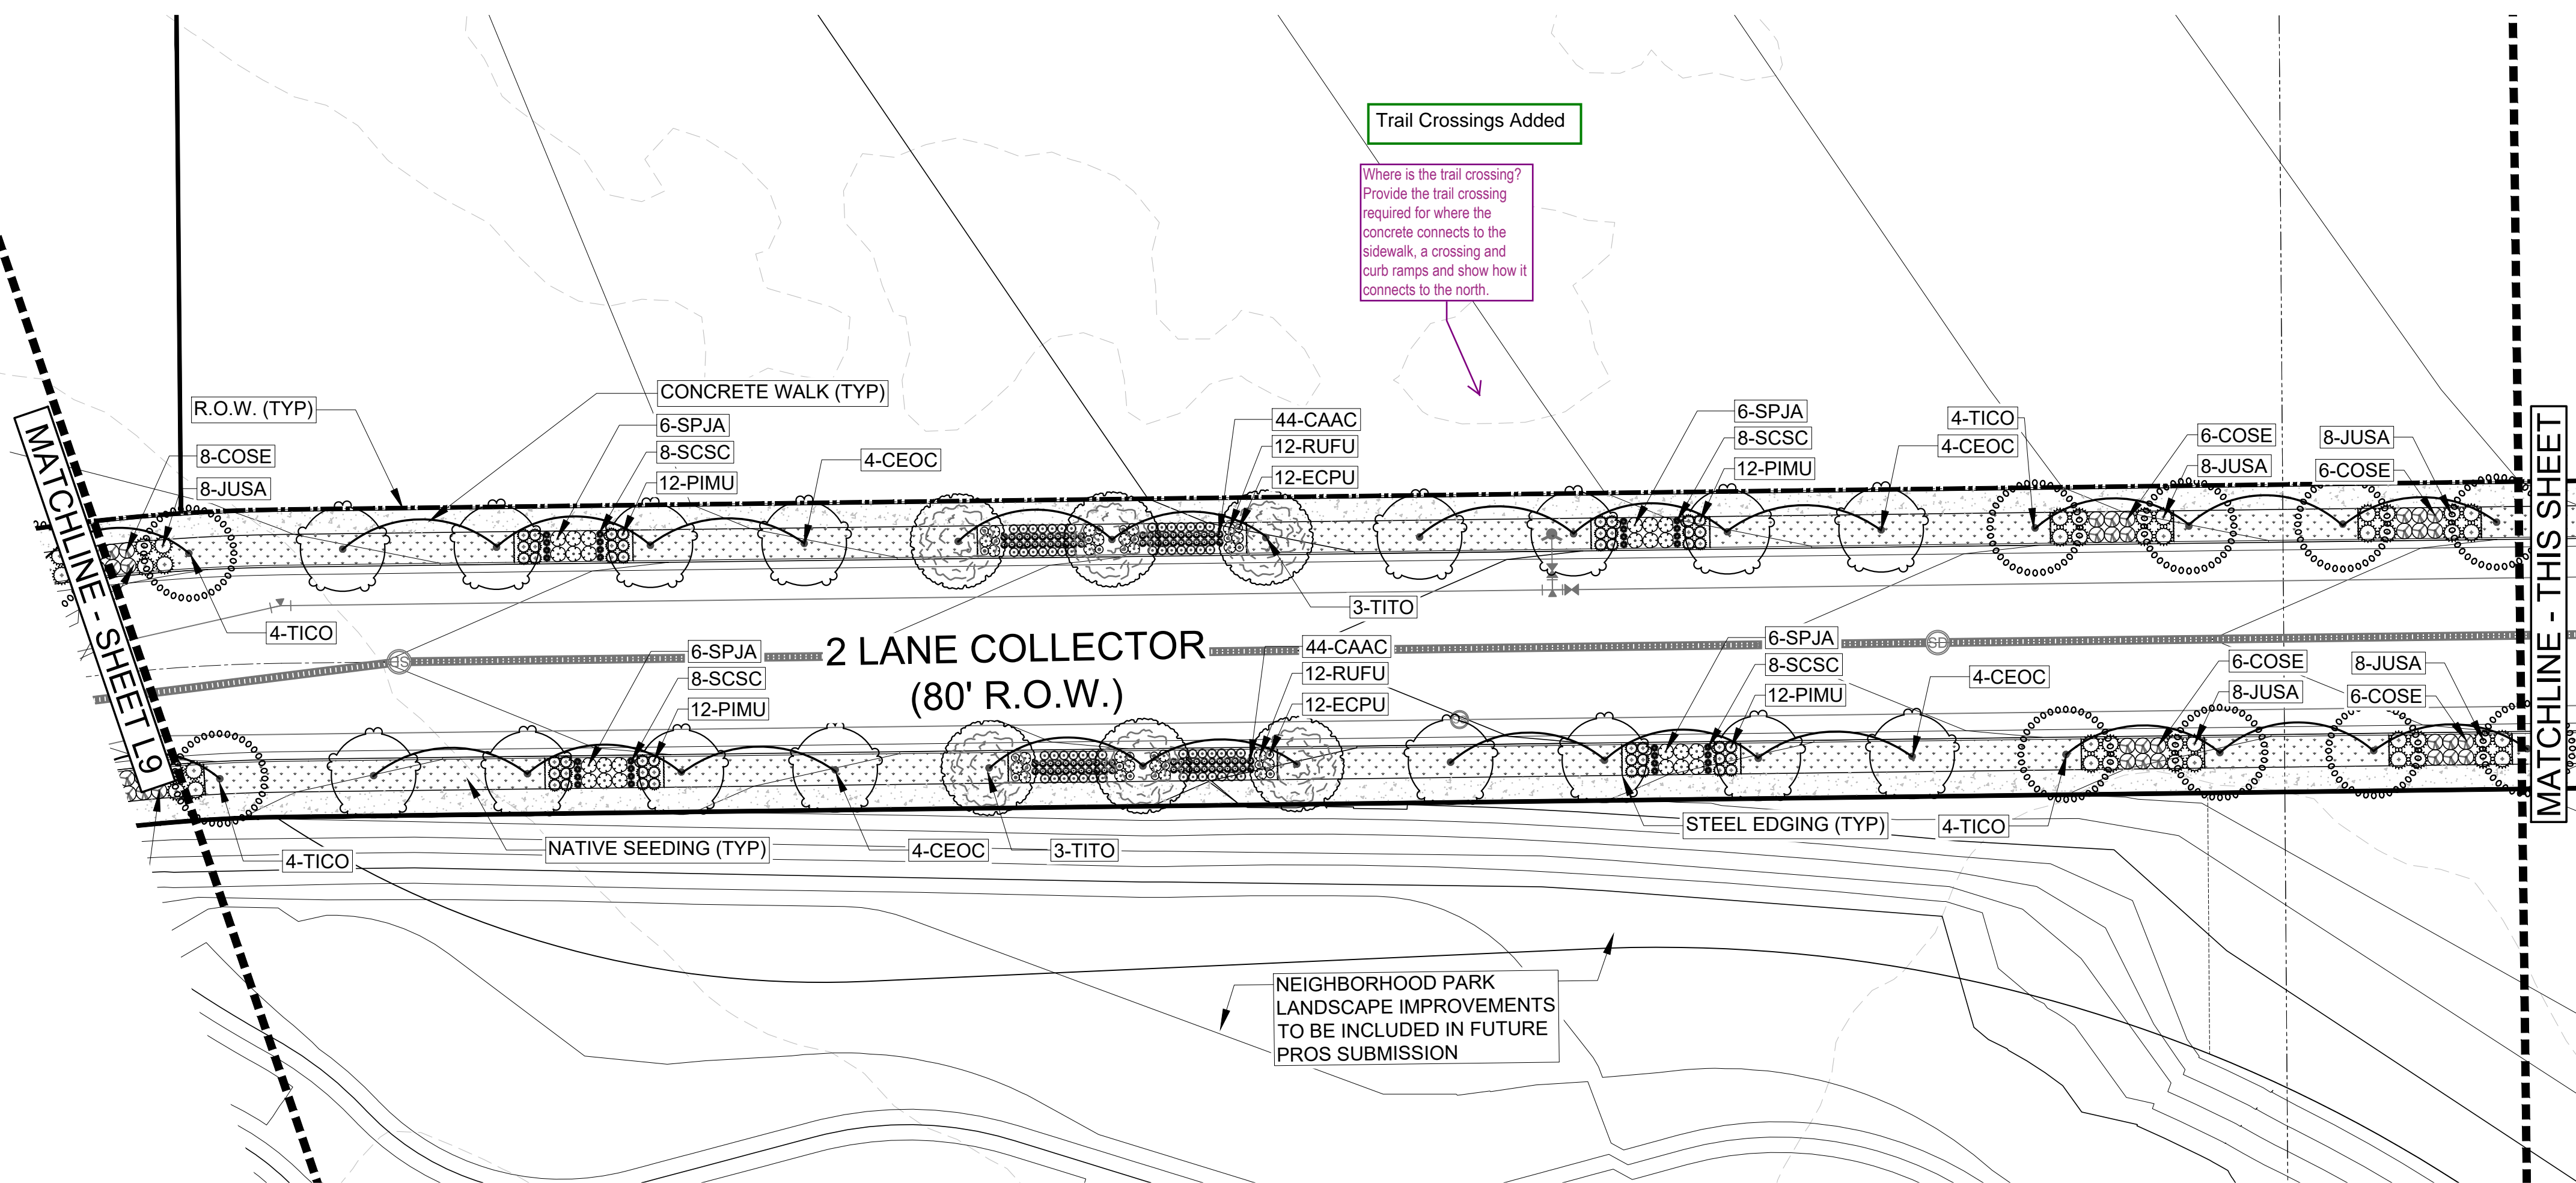 Trail Crossings Added
Where is the trail crossing?
Provide the trail crossing
required for where the
concrete connects to the
sidewalk, a crossing and
curb ramps and show how it
connects to the north.
R.O.W. (TYP)
CONCRETE WALK (TYP)
8-COSE
8-JUSA
6-SPJA
8-SCSC
12-PIMU
4-CEOC
44-CAAC
12-RUFU
12-ECPU
6-SPJA
8-SCSC
12-PIMU
4-TICO
4-CEOC
6-COSE
8-JUSA
8-JUSA
6-COSE
MATCHLINE - SHEET L9
MATCHLINE - THIS SHEET
4-TICO
3-TITO
2 LANE COLLECTOR
(80' R.O.W.)
SD
SD
6-SPJA
8-SCSC
12-PIMU
44-CAAC
12-RUFU
12-ECPU
6-SPJA
8-SCSC
12-PIMU
4-CEOC
6-COSE
8-JUSA
8-JUSA
6-COSE
4-TICO
NATIVE SEEDING (TYP)
4-CEOC
3-TITO
STEEL EDGING (TYP)
4-TICO
NEIGHBORHOOD PARK
LANDSCAPE IMPROVEMENTS
TO BE INCLUDED IN FUTURE
PROS SUBMISSION